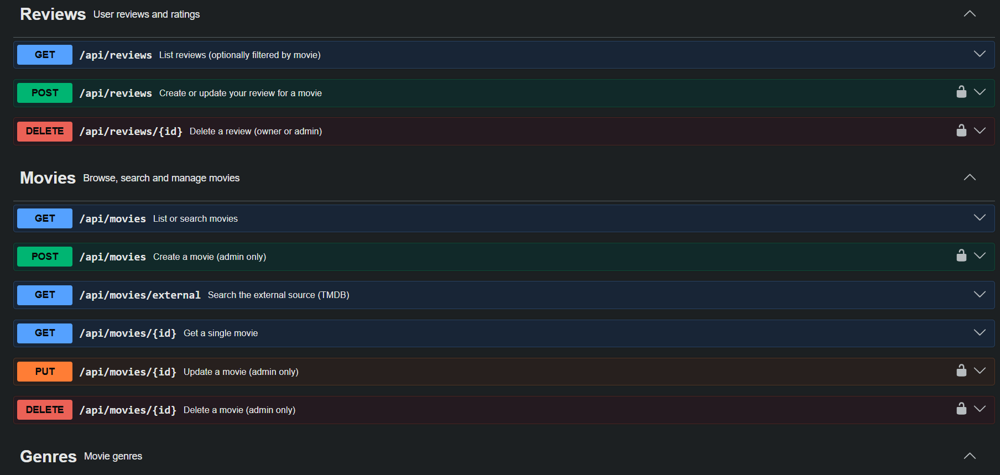 Reviews User reviews and ratings
GET /api/reviews List reviews (optionally filtered by movie)
POST /api/reviews Create or update your review for a movie
DELETE /api/reviews/{id} Delete a review (owner or admin)
Movies Browse, search and manage movies
GET /api/movies List or search movies
POST /api/movies Create a movie (admin only)
GET /api/movies/external Search the external source (TMDB)
GET /api/movies/{id} Get a single movie
PUT /api/movies/{id} Update a movie (admin only)
DELETE /api/movies/{id} Delete a movie (admin only)
Genres Movie genres